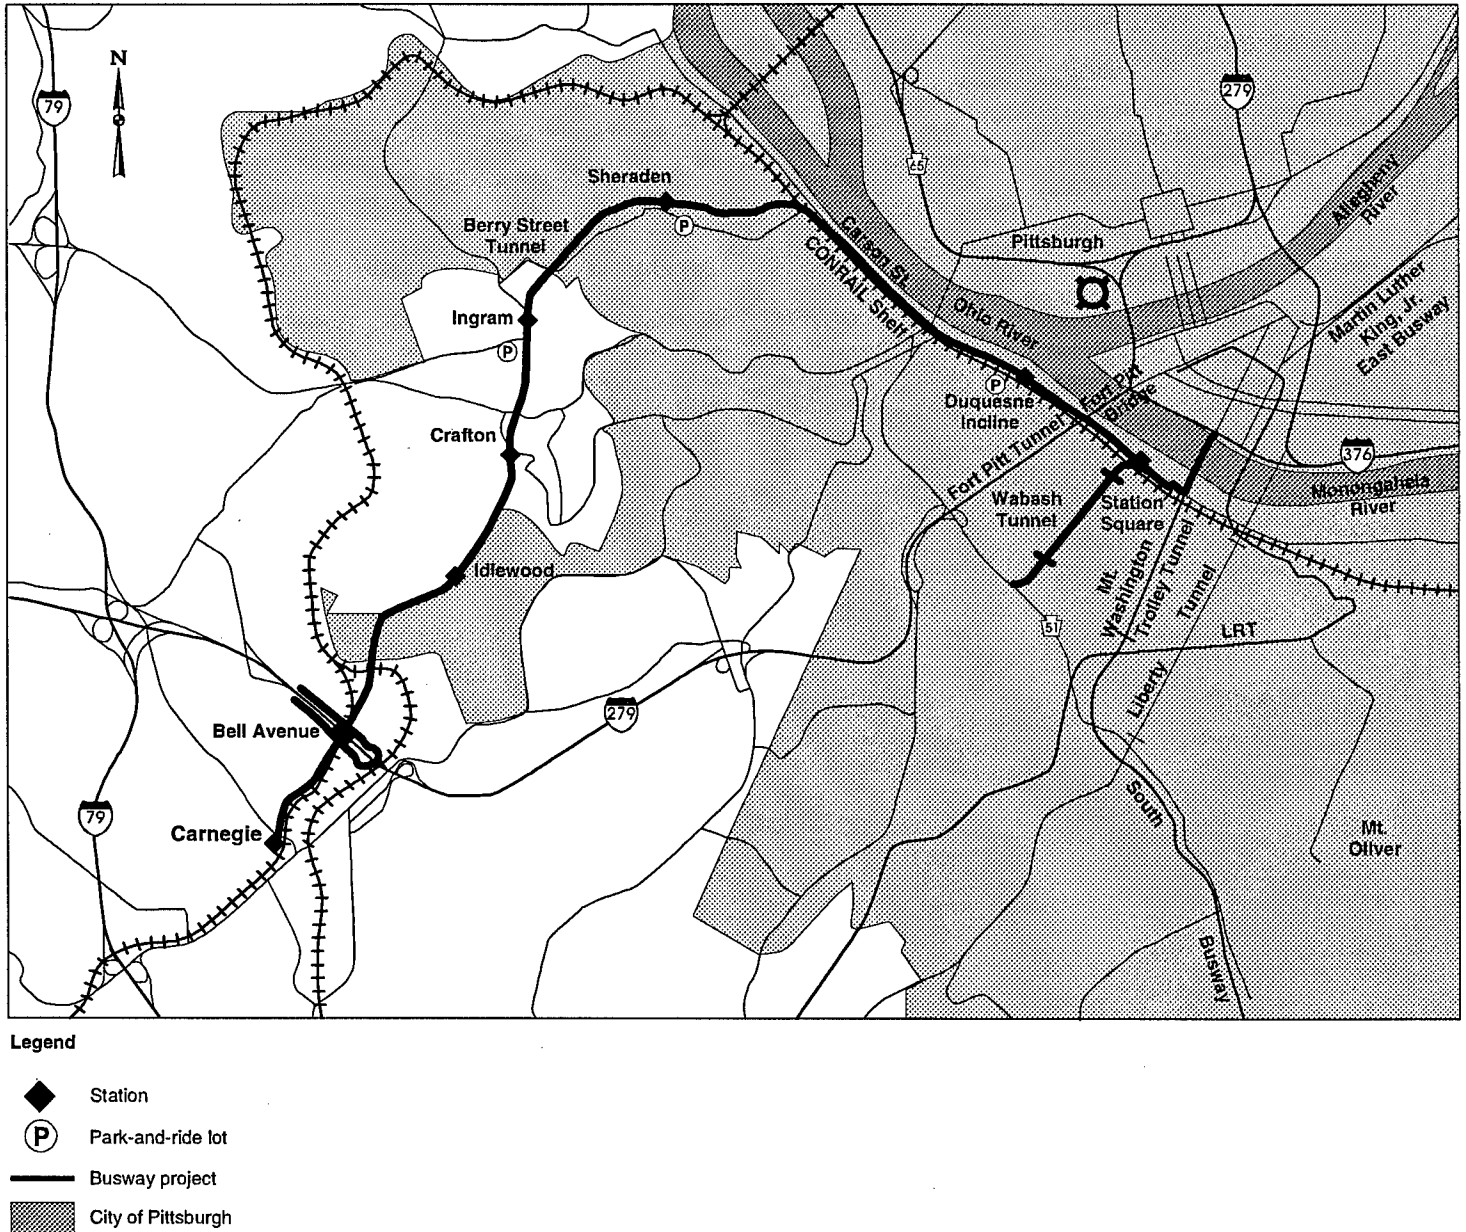 N
79
279
65
Sheraden
P
Berry Street
Tunnel
Pittsburgh
Allegheny
River
Carson St.
CONRAIL Shelf
Ohio River
Martin Luther
King, Jr.
East Busway
Ingram
P
P
Duquesne
Incline
Fort Pitt
Bridge
Crafton
Fort Pitt Tunnel
376
Monongahela
River
Wabash
Tunnel
Station
Square
Idlewood
Mt.
Washington
Trolley Tunnel
Liberty
Tunnel
51
LRT
Bell Avenue
279
79
Carnegie
South
Busway
Mt.
Oliver
Legend
Station
P
Park-and-ride lot
Busway project
City of Pittsburgh